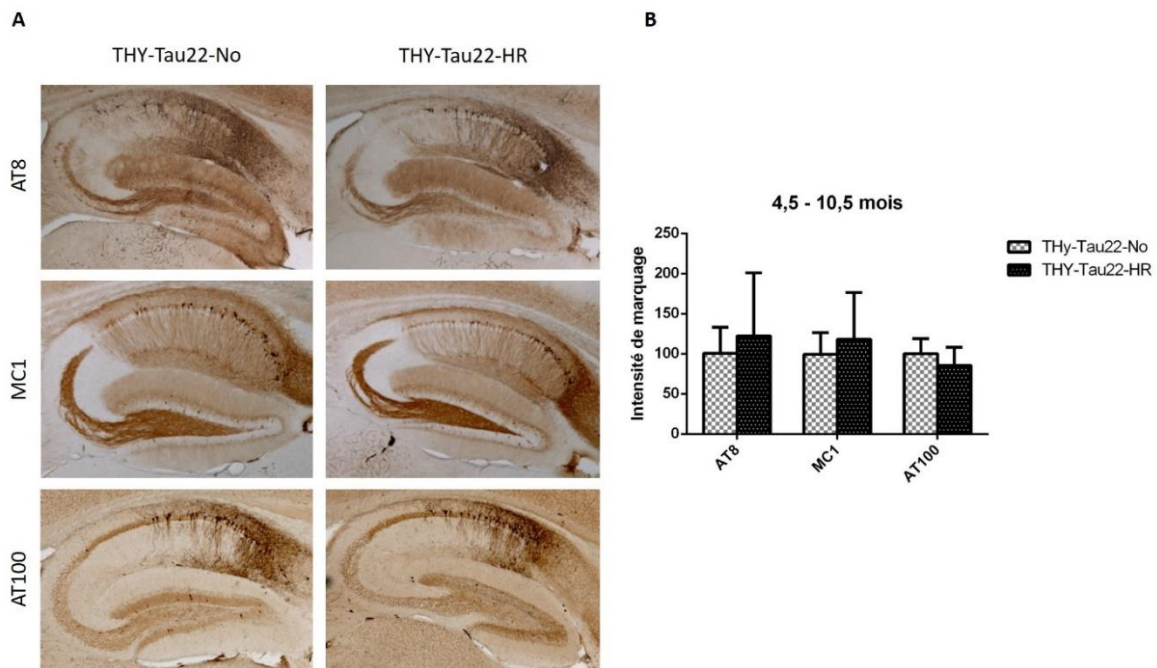 A
THY-Tau22-No
THY-Tau22-HR
AT8
MC1
AT100
B
4,5 - 10,5 mois
Intensité de marquage
250
200
150
100
50
0
AT8
MC1
AT100
THy-Tau22-No
THY-Tau22-HR